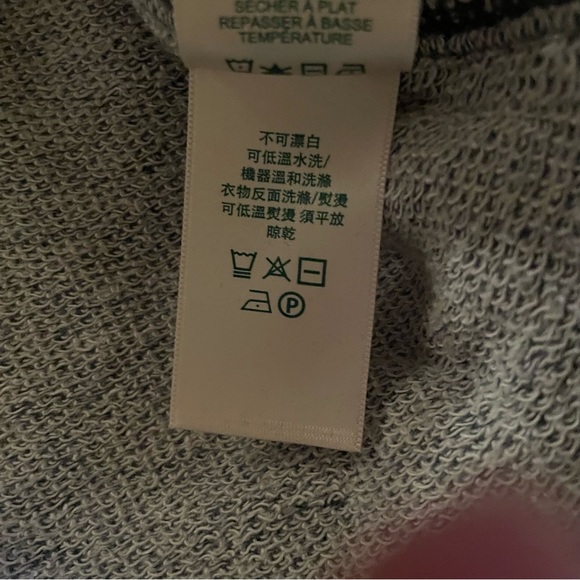 SÉCHER À PLAT
REPASSER À BASSE
TEMPÉRATURE
不可漂白
可低溫水洗/
機器溫和洗滌
衣物反面洗滌/熨燙
可低溫熨燙 須平放
晾乾
P